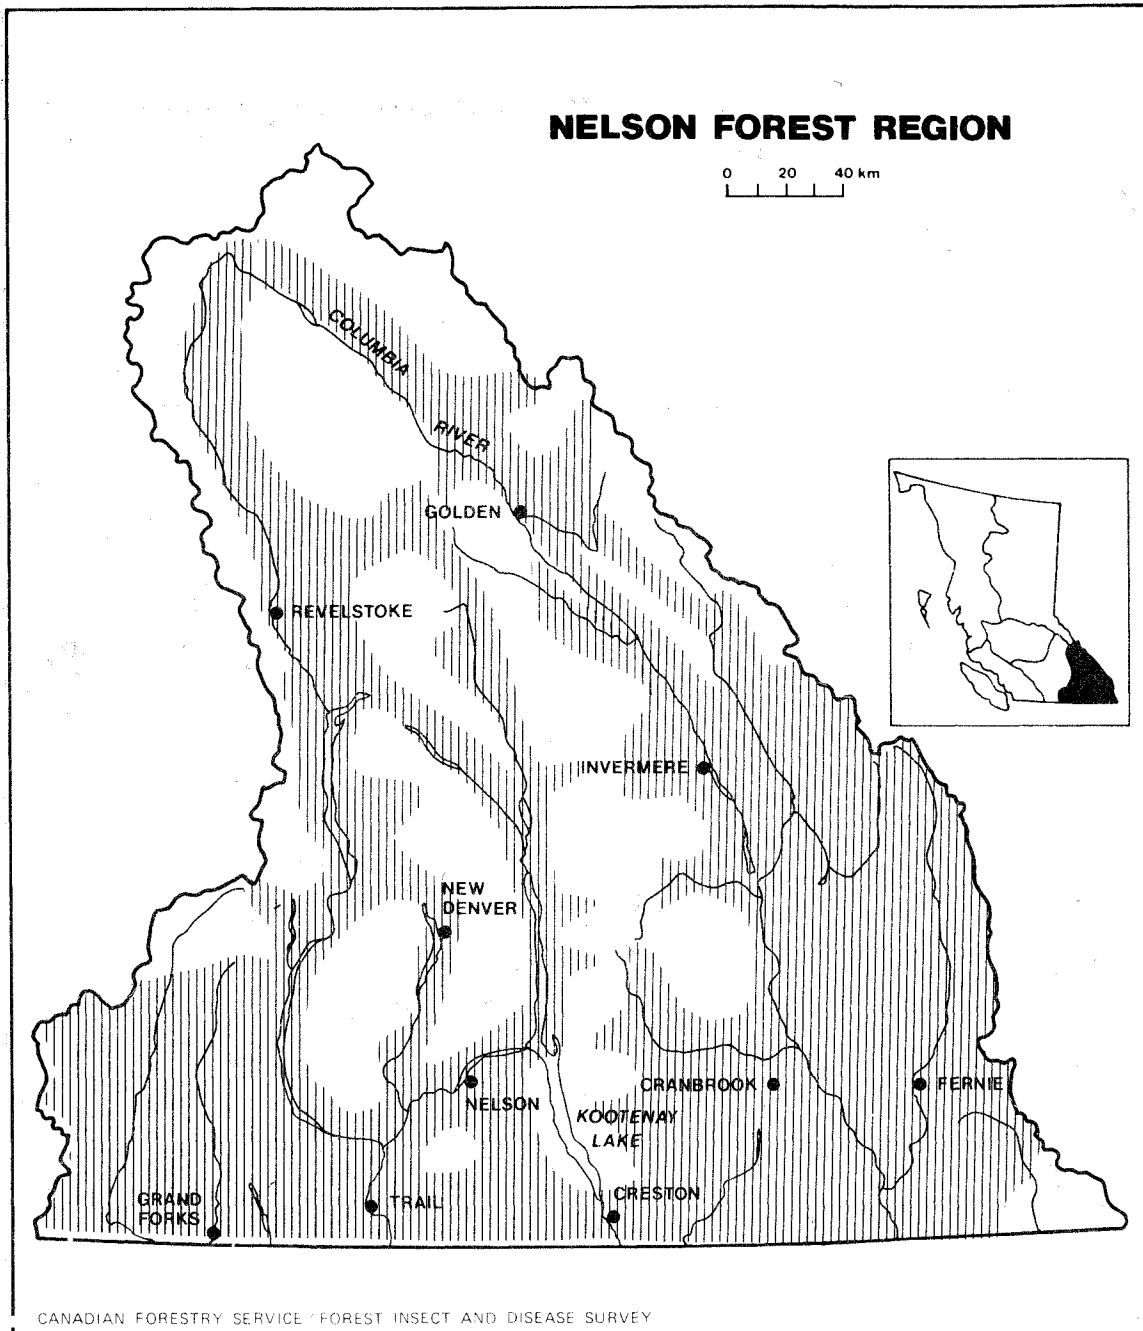 NELSON FOREST REGION
0 20 40 km
COLUMBIA
RIVER
GOLDEN
REVELSTOKE
INVERMERE
NEW
DENVER
CRANBROOK
FERNIE
NELSON
KOOTENAY
LAKE
CRESTON
GRAND
FORKS
TRAIL
CANADIAN FORESTRY SERVICE FOREST INSECT AND DISEASE SURVEY